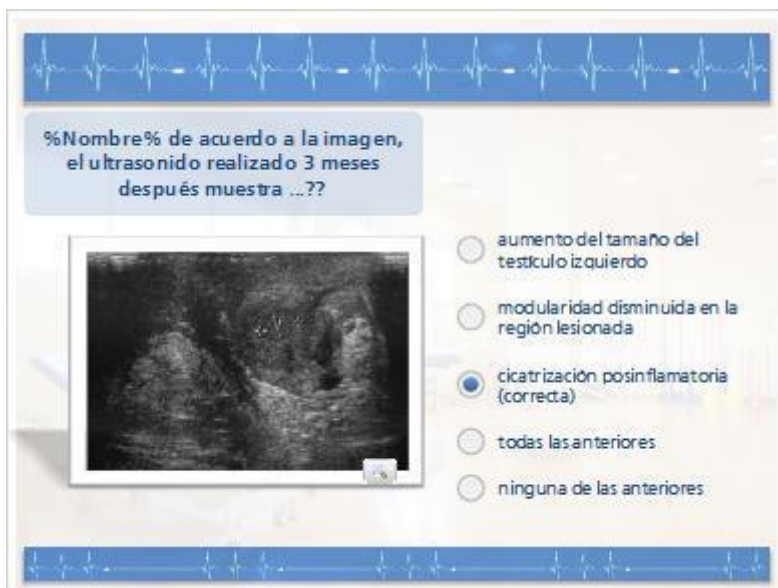 %Nombre% de acuerdo a la imagen,
el ultrasonido realizado 3 meses
después muestra ...??
aumento del tamaño del
testículo izquierdo
modularidad disminuida en la
región lesionada
cicatrización posinflamatoria
(correcta)
todas las anteriores
ninguna de las anteriores